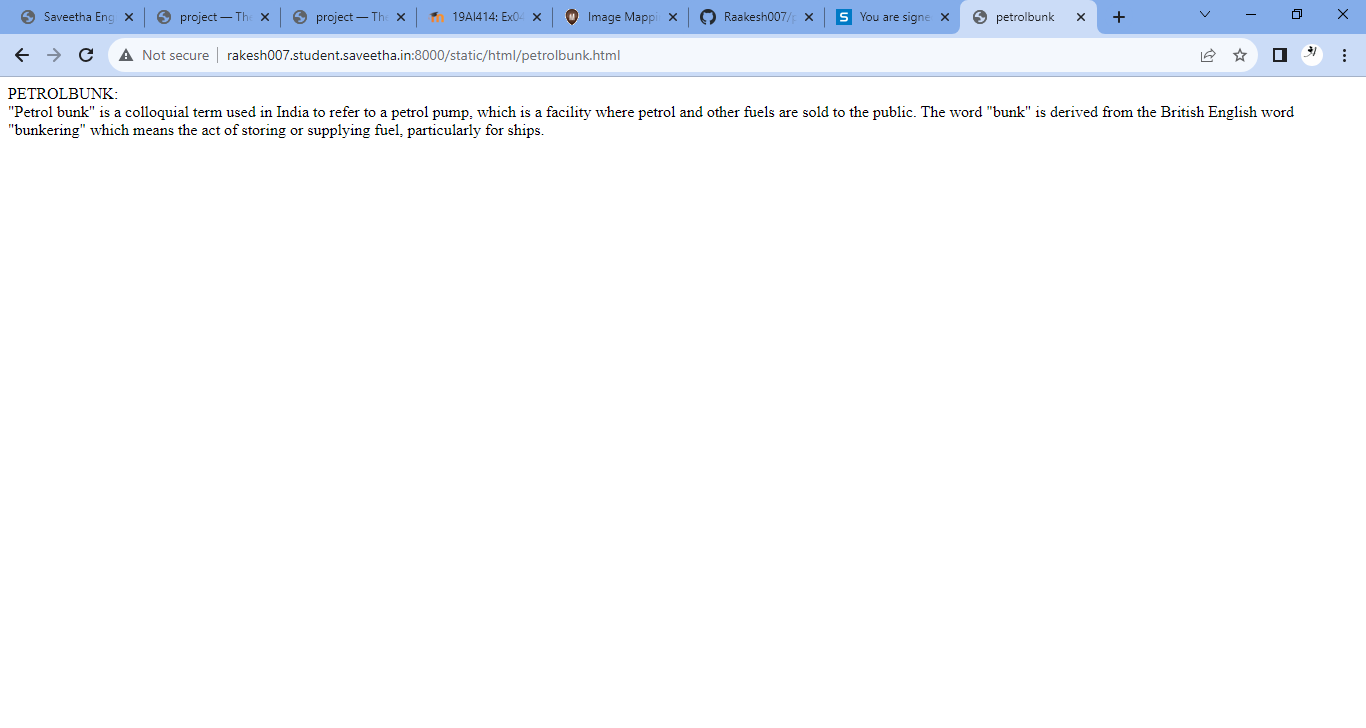 Saveetha Eng
project — Th
project — Th
19AI414: Ex04
Image Mappi
Raakesh007/
You are signe
petrolbunk
Not secure
rakesh007.student.saveetha.in:8000/static/html/petrolbunk.html
PETROLBUNK:
"Petrol bunk" is a colloquial term used in India to refer to a petrol pump, which is a facility where petrol and other fuels are sold to the public. The word "bunk" is derived from the British English word
"bunkering" which means the act of storing or supplying fuel, particularly for ships.